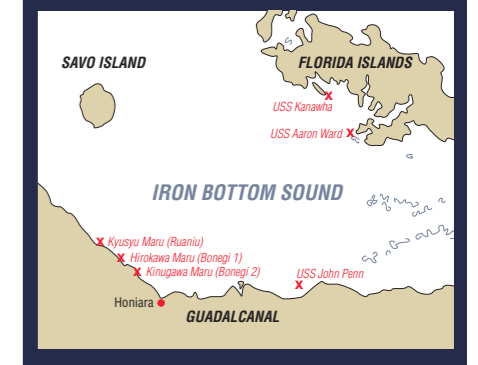 SAVO ISLAND
FLORIDA ISLANDS
USS Kanawha
USS Aaron Ward
IRON BOTTOM SOUND
Kyusyu Maru (Ruaniu)
Hirokawa Maru (Bonegi 1)
Kinugawa Maru (Bonegi 2)
USS John Penn
Honiara
GUADALCANAL